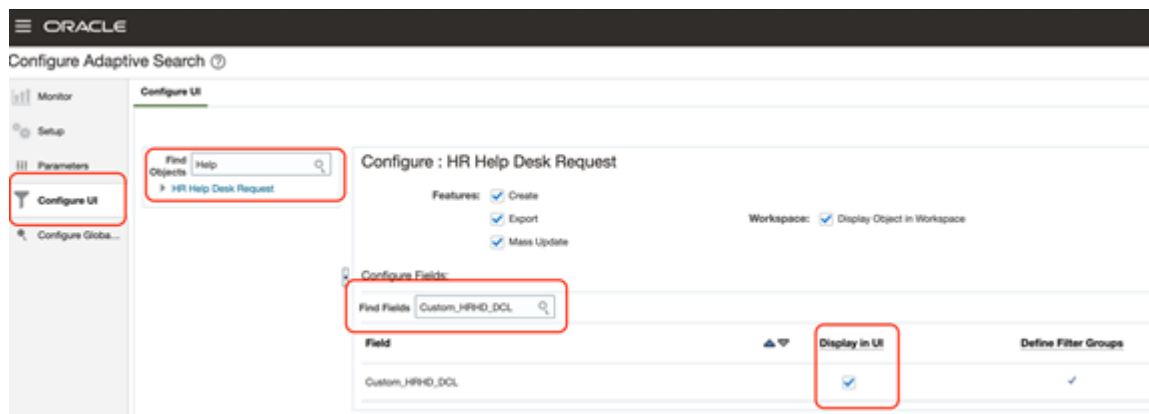 ORACLE
Configure Adaptive Search
Monitor
Setup
Parameters
Configure UI
Configure Globa...
Configure UI
Find Objects Help
HR Help Desk Request
Configure : HR Help Desk Request
Features: Create
Export
Mass Update
Workspace: Display Object in Workspace
Configure Fields:
Find Fields Custom_HRHD_DCL
Field Display in UI Define Filter Groups
Custom_HRHD_DCL